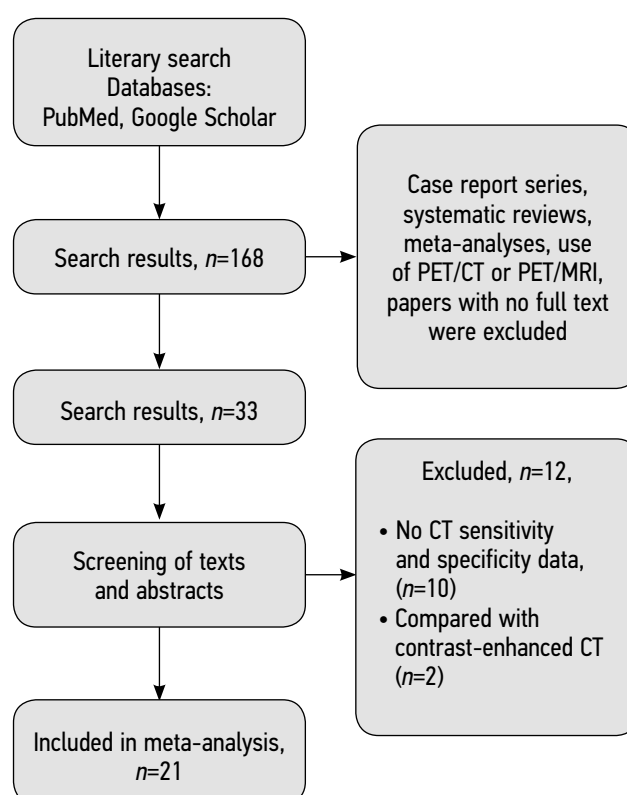 Literary search
Databases:
PubMed, Google Scholar
Search results, n=168
Case report series,
systematic reviews,
meta-analyses, use
of PET/CT or PET/MRI,
papers with no full text
were excluded
Search results, n=33
Screening of texts
and abstracts
Excluded, n=12,
• No CT sensitivity
and specificity data,
(n=10)
• Compared with
contrast-enhanced CT
(n=2)
Included in meta-analysis,
n=21